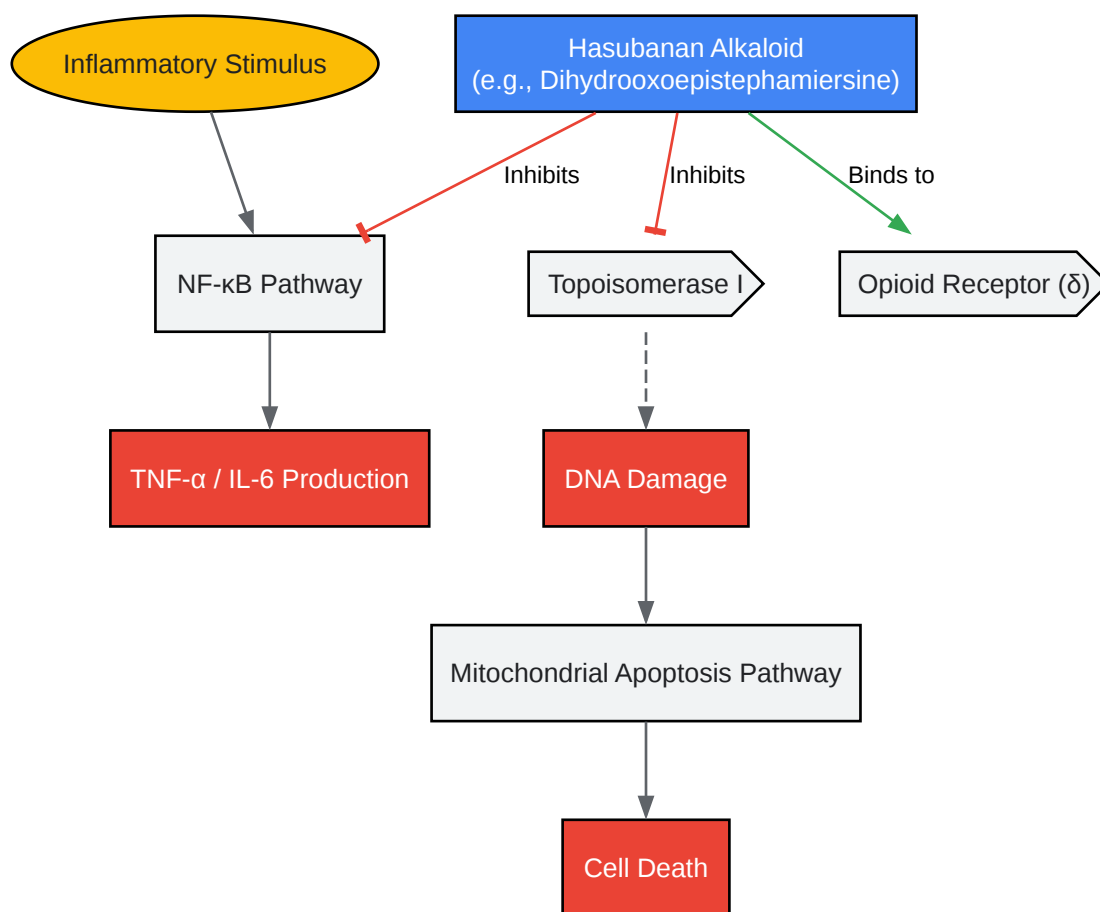 Inflammatory Stimulus
Hasubanan Alkaloid
(e.g., Dihydrooxoepistephamiersine)
Inhibits
Inhibits
Binds to
NF-κB Pathway
Topoisomerase I
Opioid Receptor (δ)
TNF-α / IL-6 Production
DNA Damage
Mitochondrial Apoptosis Pathway
Cell Death